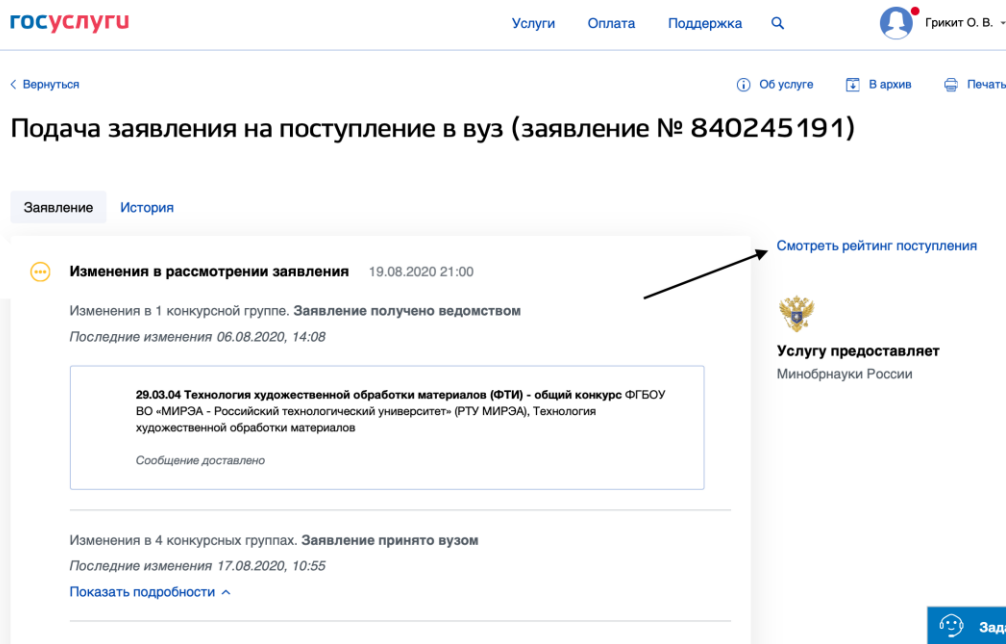 госуслуги
Услуги Оплата Поддержка Грикит О. В.
Вернуться Об услуге В архив Печать
Подача заявления на поступление в вуз (заявление № 840245191)
Заявление История
Смотреть рейтинг поступления
Изменения в рассмотрении заявления 19.08.2020 21:00
Изменения в 1 конкурсной группе. Заявление получено ведомством
Последние изменения 06.08.2020, 14:08
Услугу предоставляет
Минобрнауки России
29.03.04 Технология художественной обработки материалов (ФТИ) - общий конкурс ФГБОУ
ВО «МИРЭА - Российский технологический университет» (РТУ МИРЭА), Технология
художественной обработки материалов
Сообщение доставлено
Изменения в 4 конкурсных группах. Заявление принято вузом
Последние изменения 17.08.2020, 10:55
Показать подробности